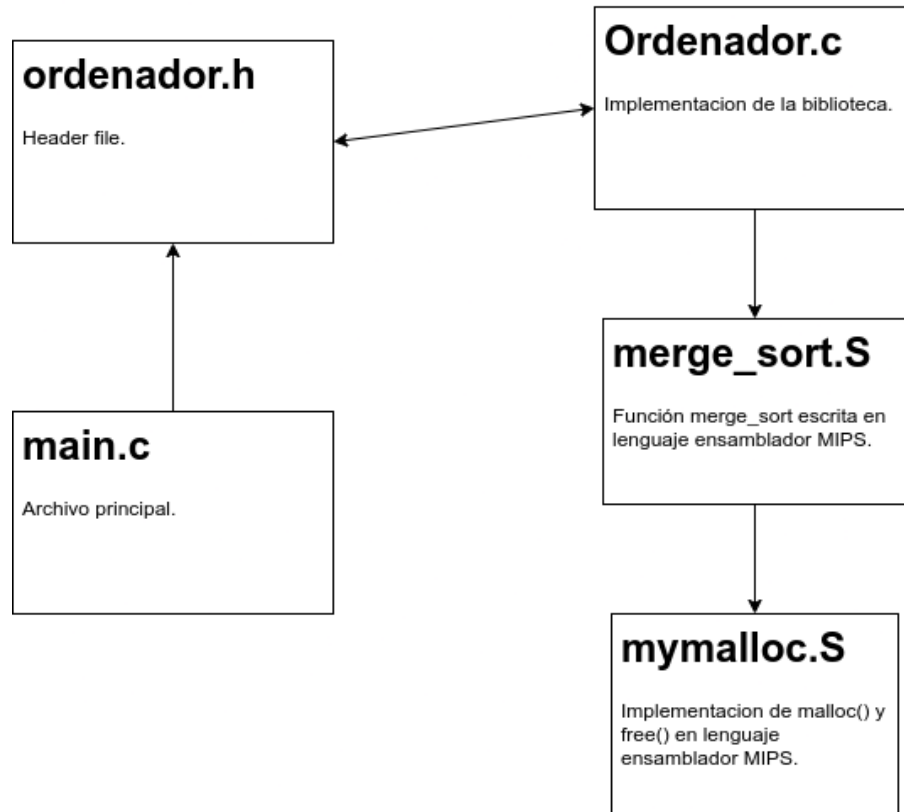 ordenador.h
Header file.
Ordenador.c
Implementacion de la biblioteca.
merge_sort.S
Función merge_sort escrita en
lenguaje ensamblador MIPS.
main.c
Archivo principal.
mymalloc.S
Implementacion de malloc() y
free() en lenguaje
ensamblador MIPS.